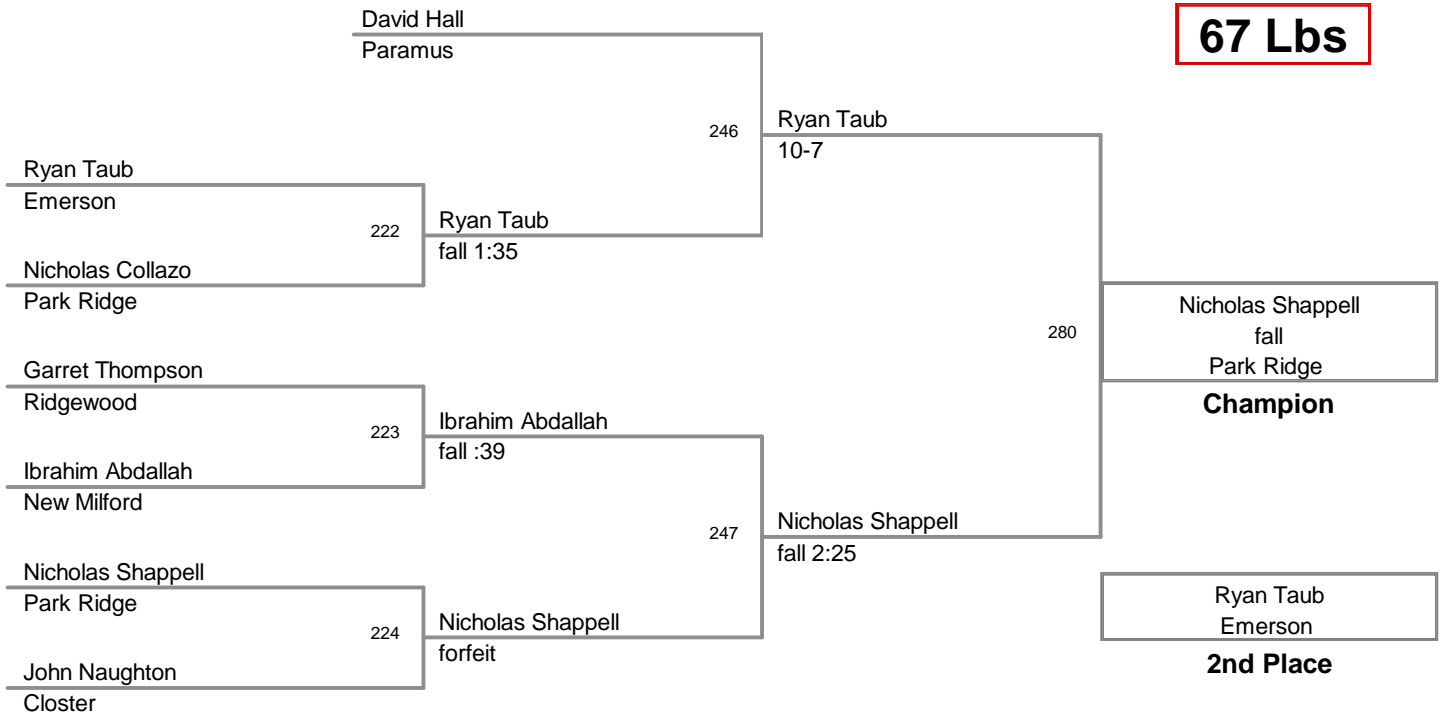 David Hall
Paramus
67 Lbs
246
Ryan Taub
10-7
Ryan Taub
Emerson
222
Ryan Taub
fall 1:35
Nicholas Collazo
Park Ridge
280
Nicholas Shappell
fall
Park Ridge
Champion
Garret Thompson
Ridgewood
223
Ibrahim Abdallah
fall :39
Ibrahim Abdallah
New Milford
247
Nicholas Shappell
fall 2:25
Nicholas Shappell
Park Ridge
224
Nicholas Shappell
forfeit
John Naughton
Closter
Ryan Taub
Emerson
2nd Place